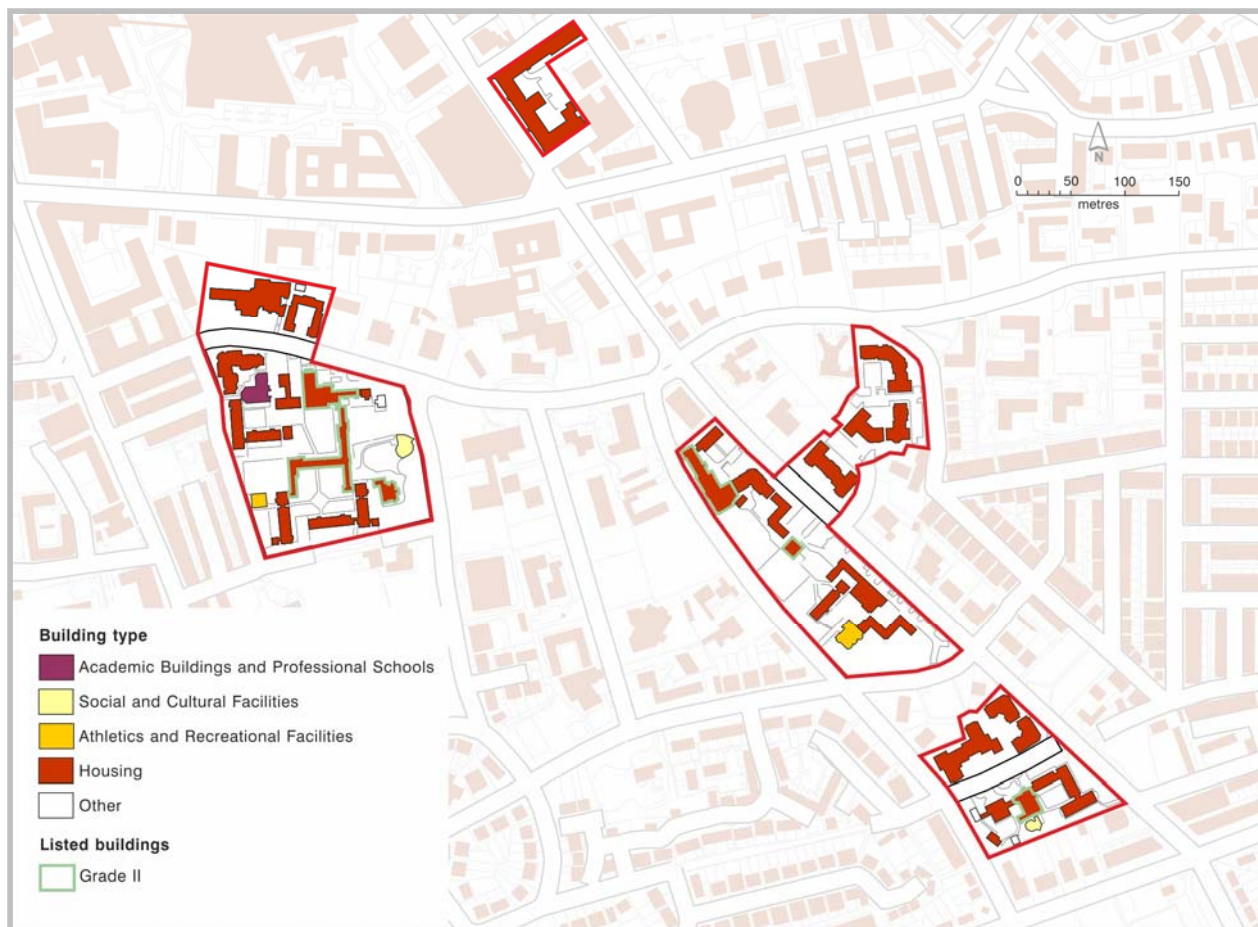 N
0 50 100 150
metres
Building type
Academic Buildings and Professional Schools
Social and Cultural Facilities
Athletics and Recreational Facilities
Housing
Other
Listed buildings
Grade II